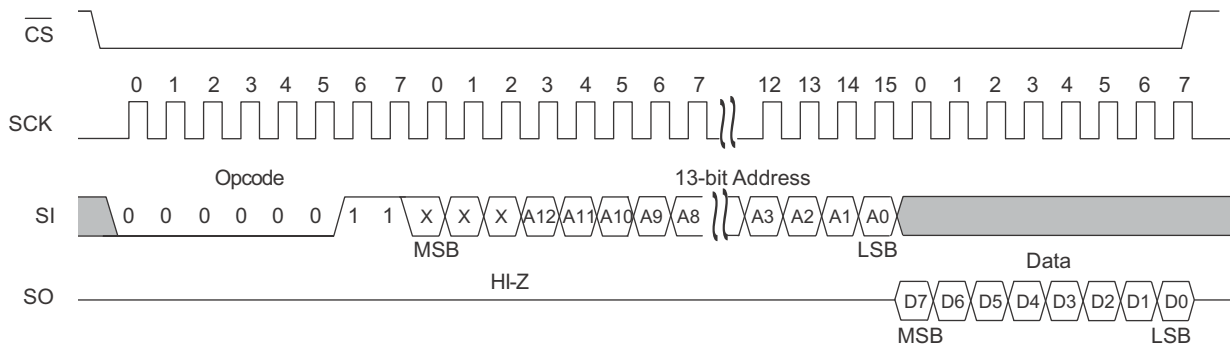 CS
0 1 2 3 4 5 6 7 0 1 2 3 4 5 6 7 12 13 14 15 0 1 2 3 4 5 6 7
SCK
Opcode 13-bit Address
SI 0 0 0 0 0 0 1 1 X X X A12 A11 A10 A9 A8 A3 A2 A1 A0
MSB LSB
HI-Z Data
SO D7 D6 D5 D4 D3 D2 D1 D0
MSB LSB